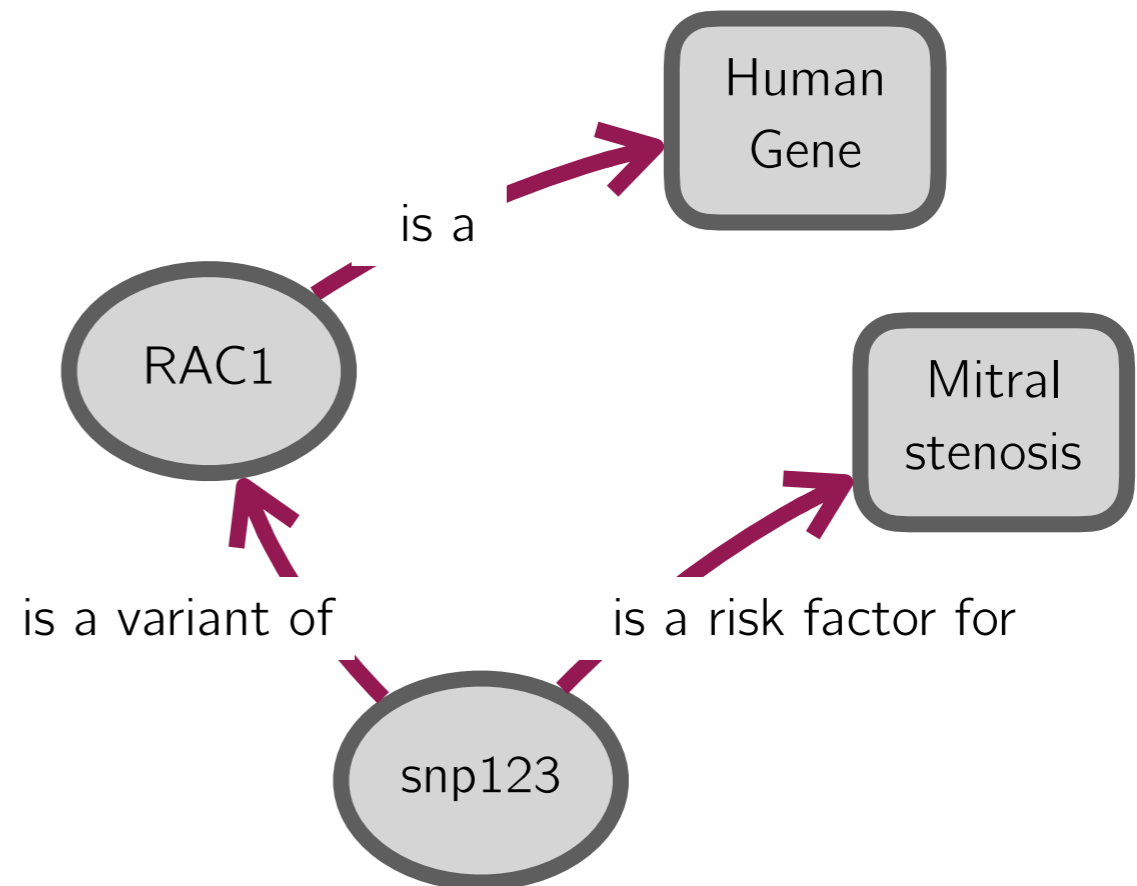 Human
Gene
is a
RAC1
Mitral
stenosis
is a variant of
is a risk factor for
snp123